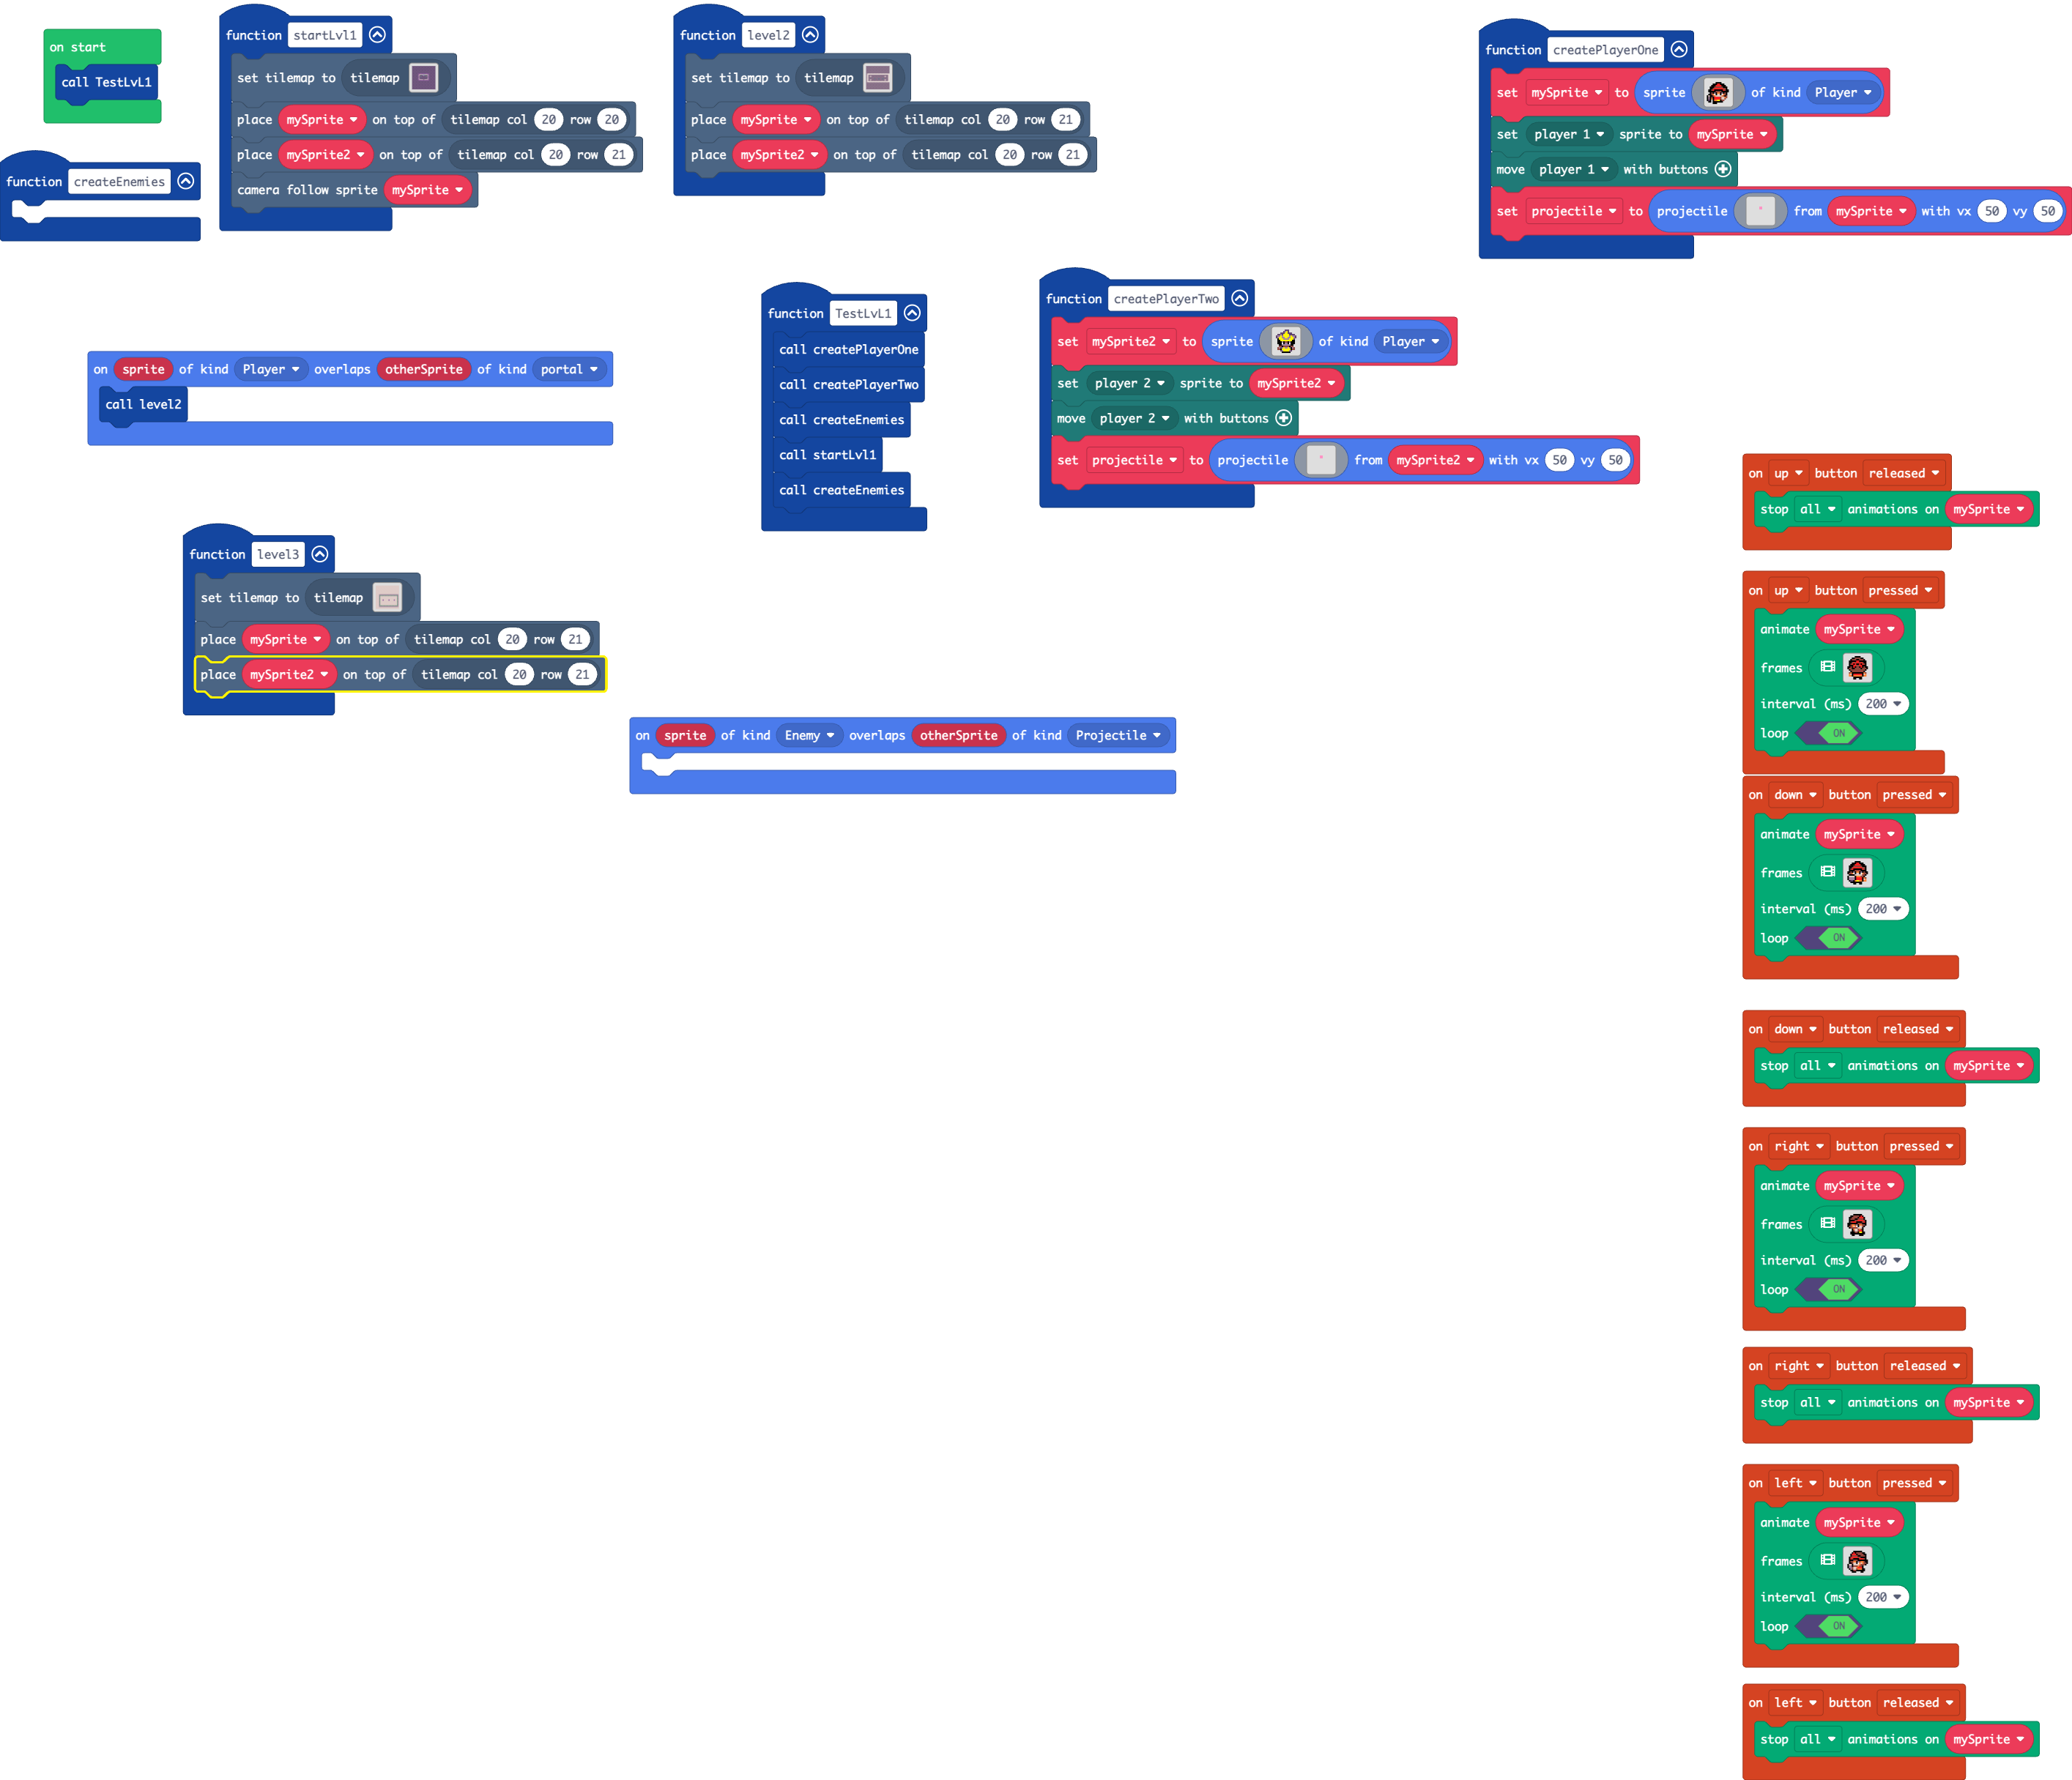 on start
call TestLvL1
function createEnemies
function startLvl1
set tilemap to tilemap
place mySprite on top of tilemap col 20 row 20
place mySprite2 on top of tilemap col 20 row 21
camera follow sprite mySprite
function level2
set tilemap to tilemap
place mySprite on top of tilemap col 20 row 21
place mySprite2 on top of tilemap col 20 row 21
function createPlayerOne
set mySprite to sprite of kind Player
set player 1 sprite to mySprite
move player 1 with buttons
set projectile to projectile from mySprite with vx 50 vy 50
on sprite of kind Player overlaps otherSprite of kind portal
call level2
function TestLvL1
call createPlayerOne
call createPlayerTwo
call createEnemies
call startLvl1
call createEnemies
function createPlayerTwo
set mySprite2 to sprite of kind Player
set player 2 sprite to mySprite2
move player 2 with buttons
set projectile to projectile from mySprite2 with vx 50 vy 50
function level3
set tilemap to tilemap
place mySprite on top of tilemap col 20 row 21
place mySprite2 on top of tilemap col 20 row 21
on sprite of kind Enemy overlaps otherSprite of kind Projectile
on up button released
stop all animations on mySprite
on up button pressed
animate mySprite
frames
interval (ms) 200
loop ON
on down button pressed
animate mySprite
frames
interval (ms) 200
loop ON
on down button released
stop all animations on mySprite
on right button pressed
animate mySprite
frames
interval (ms) 200
loop ON
on right button released
stop all animations on mySprite
on left button pressed
animate mySprite
frames
interval (ms) 200
loop ON
on left button released
stop all animations on mySprite